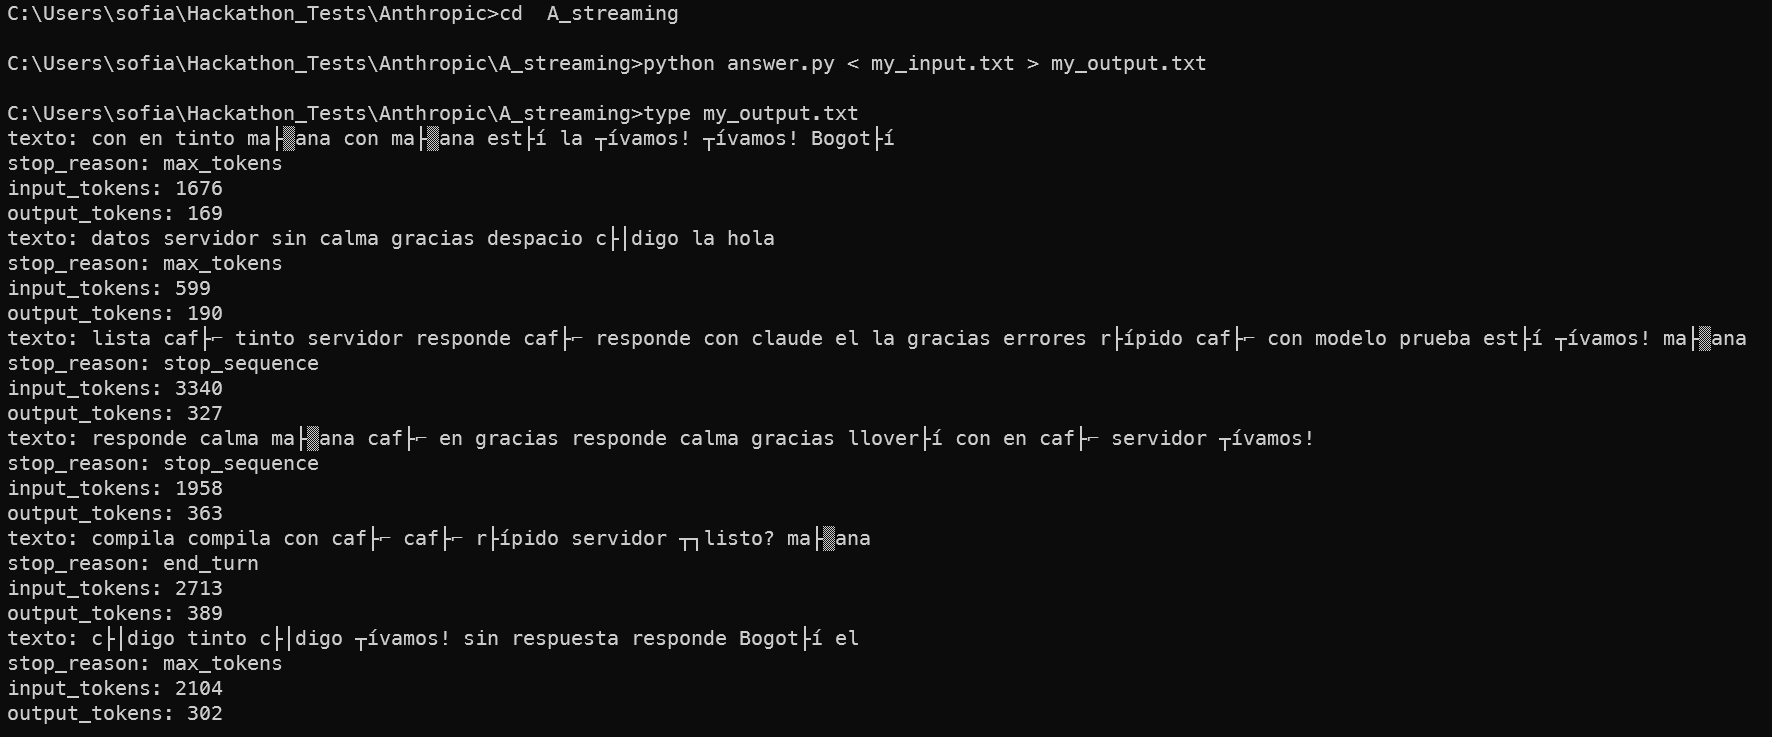 C:\Users\sofia\Hackathon_Tests\Anthropic>cd  A_streaming
C:\Users\sofia\Hackathon_Tests\Anthropic\A_streaming>python answer.py < my_input.txt > my_output.txt
C:\Users\sofia\Hackathon_Tests\Anthropic\A_streaming>type my_output.txt
texto: con en tinto ma├▒ana con ma├▒ana est├í la ┬ívamos! ┬ívamos! Bogot├í
stop_reason: max_tokens
input_tokens: 1676
output_tokens: 169
texto: datos servidor sin calma gracias despacio c├│digo la hola
stop_reason: max_tokens
input_tokens: 599
output_tokens: 190
texto: lista caf├⌐ tinto servidor responde caf├⌐ responde con claude el la gracias errores r├ípido caf├⌐ con modelo prueba est├í ┬ívamos! ma├▒ana
stop_reason: stop_sequence
input_tokens: 3340
output_tokens: 327
texto: responde calma ma├▒ana caf├⌐ en gracias responde calma gracias llover├í con en caf├⌐ servidor ┬ívamos!
stop_reason: stop_sequence
input_tokens: 1958
output_tokens: 363
texto: compila compila con caf├⌐ caf├⌐ r├ípido servidor ┬┐listo? ma├▒ana
stop_reason: end_turn
input_tokens: 2713
output_tokens: 389
texto: c├│digo tinto c├│digo ┬ívamos! sin respuesta responde Bogot├í el
stop_reason: max_tokens
input_tokens: 2104
output_tokens: 302